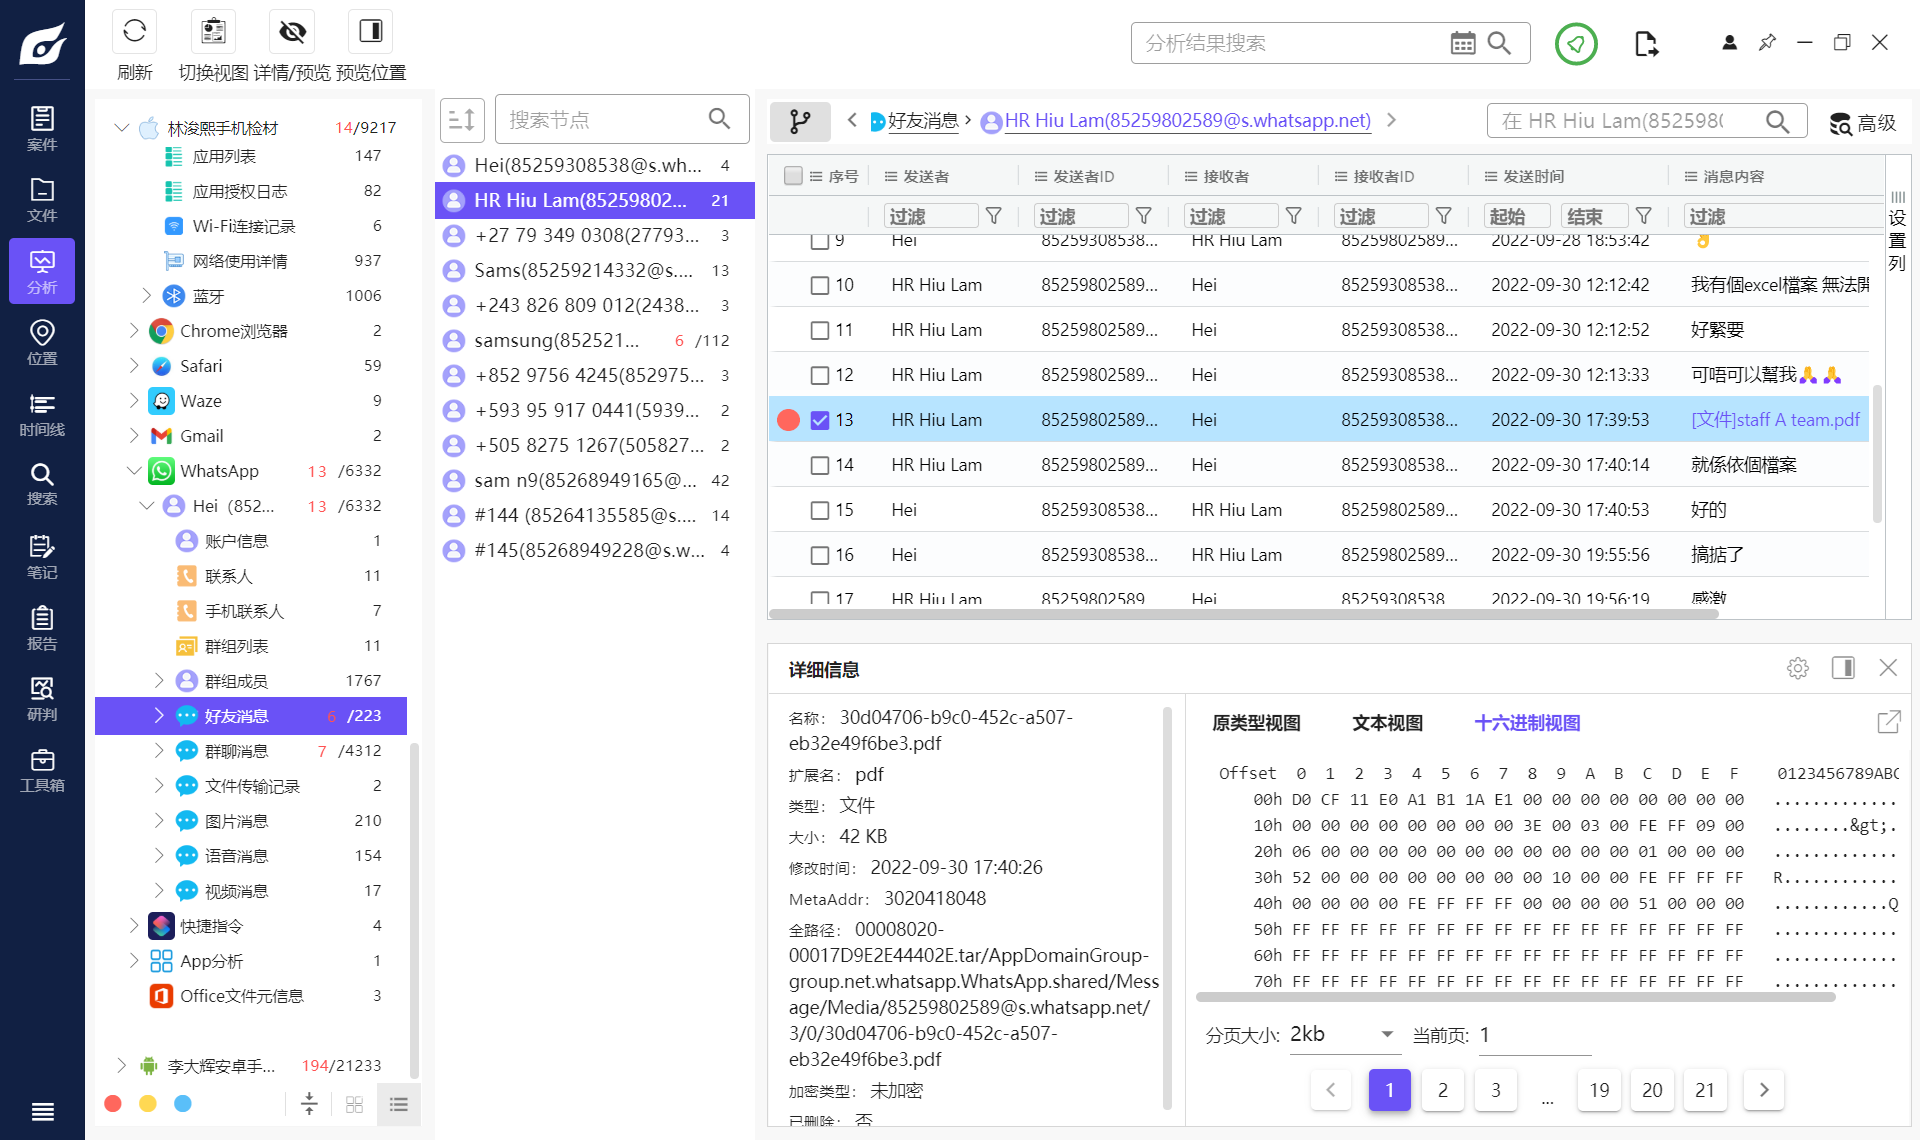 刷新
切换视图
详情/预览
预览位置
分析结果搜索
案件
文件
分析
位置
时间线
搜索
笔记
报告
研判
工具箱
林浚熙手机检材 14/9217
应用列表 147
应用授权日志 82
Wi-Fi连接记录 6
网络使用详情 937
蓝牙 1006
Chrome浏览器 2
Safari 59
Waze 9
Gmail 2
WhatsApp 13 /6332
Hei（852... 13 /6332
账户信息 1
联系人 11
手机联系人 7
群组列表 11
群组成员 1767
好友消息 6 /223
群聊消息 7 /4312
文件传输记录 2
图片消息 210
语音消息 154
视频消息 17
快捷指令 4
App分析 1
Office文件元信息 3
李大辉安卓手... 194/21233
搜索节点
Hei(85259308538@s.wh... 4
HR Hiu Lam(85259802... 21
+27 79 349 0308(27793... 3
Sams(85259214332@s.... 13
+243 826 809 012(2438... 3
samsung(852521... 6 /112
+852 9756 4245(852975... 3
+593 95 917 0441(5939... 2
+505 8275 1267(505827... 2
sam n9(85268949165@... 42
#144 (85264135585@s.... 14
#145(85268949228@s.w... 4
好友消息 HR Hiu Lam(85259802589@s.whatsapp.net)
在 HR Hiu Lam(8525980
高级
序号 发送者 发送者ID 接收者 接收者ID 发送时间 消息内容
过滤 过滤 过滤 过滤 起始 结束 过滤
设置列
9 Hei 85259308538... HR Hiu Lam 85259802589... 2022-09-28 18:53:42 👌
10 HR Hiu Lam 85259802589... Hei 85259308538... 2022-09-30 12:12:42 我有個excel檔案 無法開
11 HR Hiu Lam 85259802589... Hei 85259308538... 2022-09-30 12:12:52 好緊要
12 HR Hiu Lam 85259802589... Hei 85259308538... 2022-09-30 12:13:33 可唔可以幫我🙏🙏
13 HR Hiu Lam 85259802589... Hei 85259308538... 2022-09-30 17:39:53 [文件]staff A team.pdf
14 HR Hiu Lam 85259802589... Hei 85259308538... 2022-09-30 17:40:14 就係依個檔案
15 Hei 85259308538... HR Hiu Lam 85259802589... 2022-09-30 17:40:53 好的
16 Hei 85259308538... HR Hiu Lam 85259802589... 2022-09-30 19:55:56 搞掂了
17 HR Hiu Lam 85259802589 Hei 85259308538 2022-09-30 19:56:19 感激
详细信息
名称： 30d04706-b9c0-452c-a507-
eb32e49f6be3.pdf
扩展名： pdf
类型： 文件
大小： 42 KB
修改时间： 2022-09-30 17:40:26
MetaAddr： 3020418048
全路径： 00008020-
00017D9E2E44402E.tar/AppDomainGroup-
group.net.whatsapp.WhatsApp.shared/Mess
age/Media/85259802589@s.whatsapp.net/
3/0/30d04706-b9c0-452c-a507-
eb32e49f6be3.pdf
加密类型： 未加密
已删除： 否
原类型视图 文本视图 十六进制视图
Offset 0 1 2 3 4 5 6 7 8 9 A B C D E F 0123456789ABC
00h D0 CF 11 E0 A1 B1 1A E1 00 00 00 00 00 00 00 00 .............
10h 00 00 00 00 00 00 00 00 3E 00 03 00 FE FF 09 00 ........&gt;.
20h 06 00 00 00 00 00 00 00 00 00 00 00 01 00 00 00 .............
30h 52 00 00 00 00 00 00 00 00 10 00 00 FE FF FF FF R............
40h 00 00 00 00 FE FF FF FF 00 00 00 00 51 00 00 00 ............Q
50h FF FF FF FF FF FF FF FF FF FF FF FF FF FF FF FF .............
60h FF FF FF FF FF FF FF FF FF FF FF FF FF FF FF FF .............
70h FF FF FF FF FF FF FF FF FF FF FF FF FF FF FF FF .............
分页大小: 2kb 当前页: 1
1 2 3 ... 19 20 21